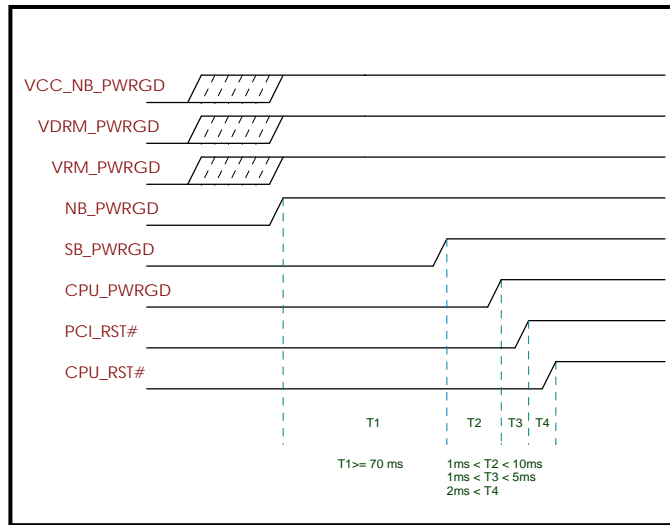 VCC_NB_PWRGD
VDRM_PWRGD
VRM_PWRGD
NB_PWRGD
SB_PWRGD
CPU_PWRGD
PCI_RST#
CPU_RST#
T1 T2 T3 T4
T1>= 70 ms
1ms < T2 < 10ms
1ms < T3 < 5ms
2ms < T4